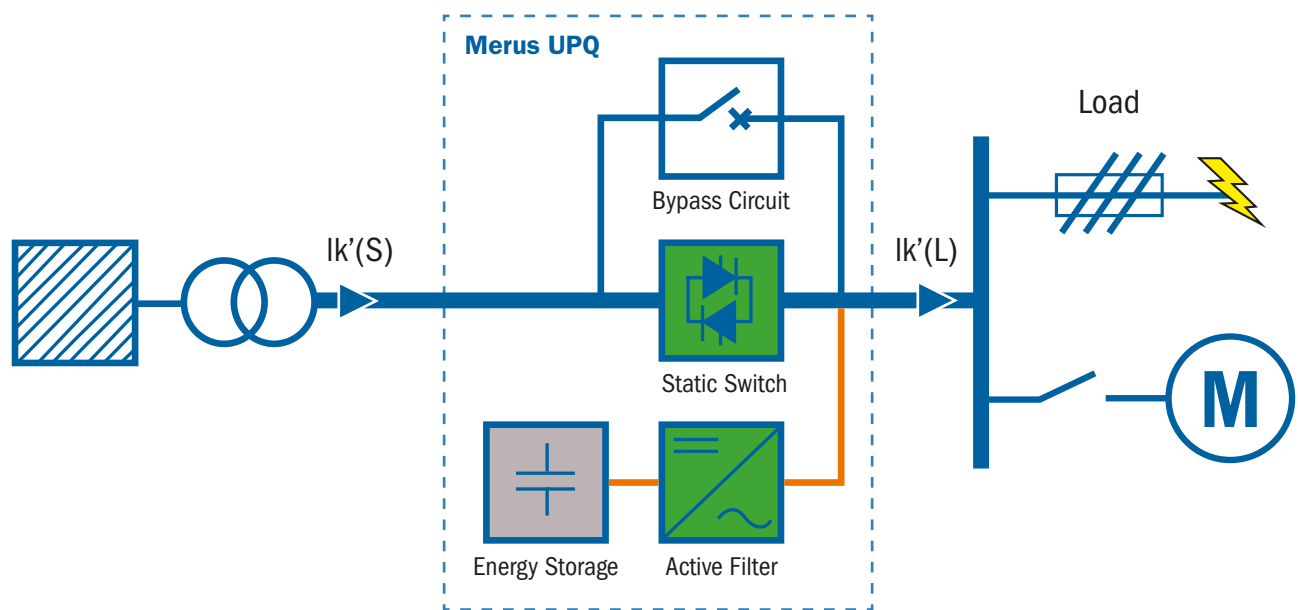 Merus UPQ
Load
Bypass Circuit
Ik’(S)
Ik’(L)
Static Switch
M
Energy Storage
Active Filter